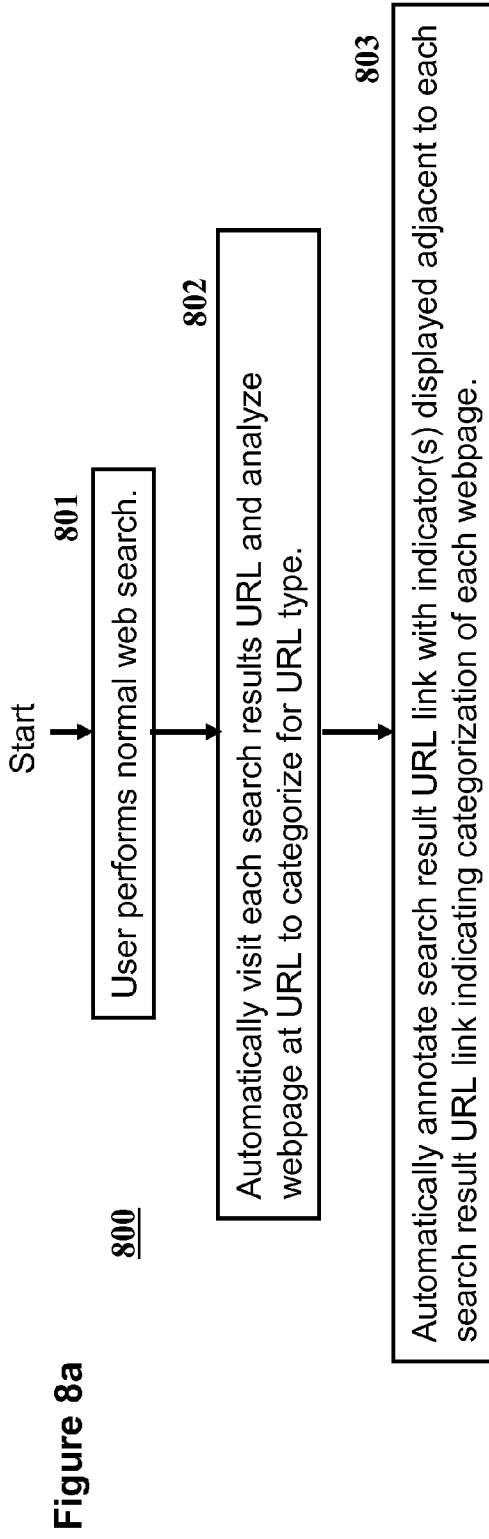 Figure 8a
800
Start
801
User performs normal web search.
802
Automatically visit each search results URL and analyze
webpage at URL to categorize for URL type.
803
Automatically annotate search result URL link with indicator(s) displayed adjacent to each
search result URL link indicating categorization of each webpage.